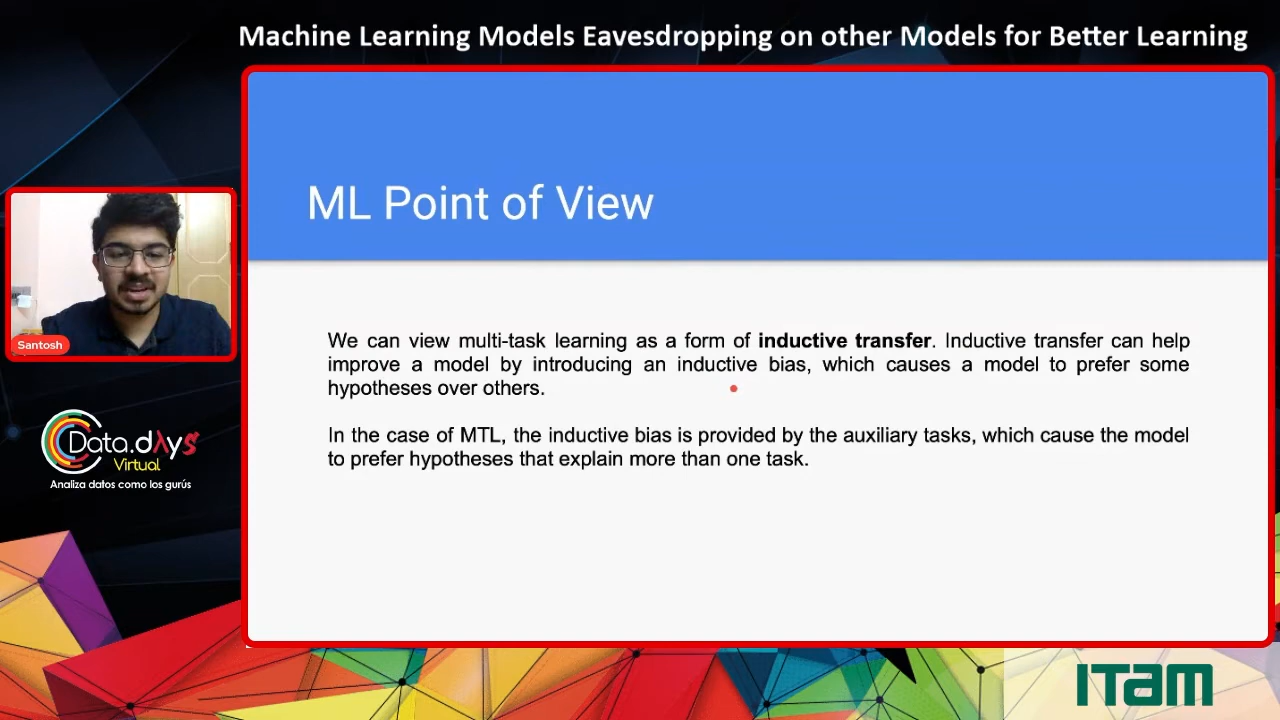 Machine Learning Models Eavesdropping on other Models for Better Learning
ML Point of View
We can view multi-task learning as a form of inductive transfer. Inductive transfer can help
improve a model by introducing an inductive bias, which causes a model to prefer some
hypotheses over others.
In the case of MTL, the inductive bias is provided by the auxiliary tasks, which cause the model
to prefer hypotheses that explain more than one task.
Santosh
Data.dλys
Virtual
Analiza datos como los gurús
ITam